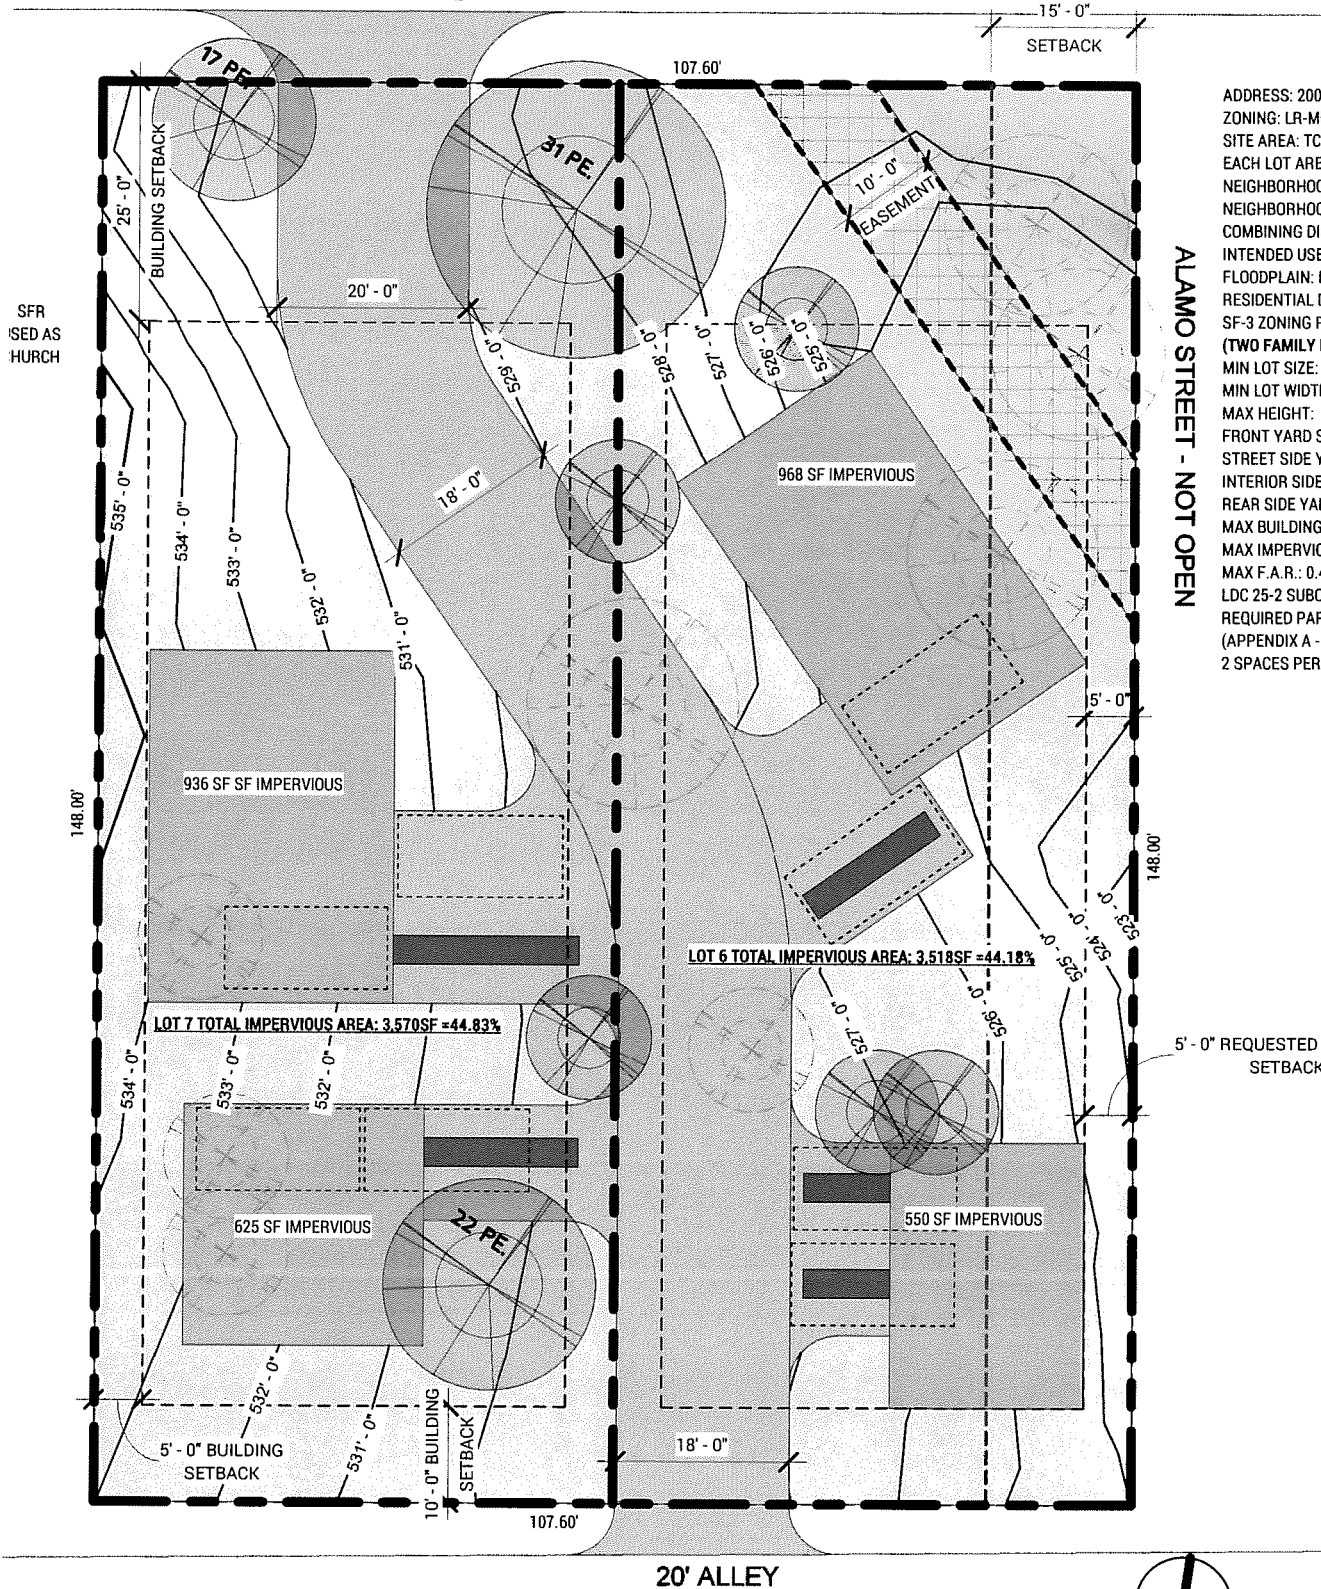 15' - 0"
SETBACK
17 PE.
107.60'
31 PE.
25' - 0"
BUILDING SETBACK
10' - 0"
EASEMENT
20' - 0"
SFR
SED AS
HURCH
529' - 0"
528' - 0"
527' - 0"
526' - 0"
525' - 0"
ALAMO STREET - NOT OPEN
ADDRESS: 200
ZONING: LR-M
SITE AREA: TC
EACH LOT ARE
NEIGHBORHOO
NEIGHBORHOO
COMBINING DI
INTENDED USE
FLOODPLAIN:
RESIDENTIAL
SF-3 ZONING
(TWO FAMILY
MIN LOT SIZE:
MIN LOT WIDTH
MAX HEIGHT:
FRONT YARD S
STREET SIDE Y
INTERIOR SIDE
REAR SIDE YAR
MAX BUILDING
MAX IMPERVIO
MAX F.A.R.: 0.4
LDC 25-2 SUBC
REQUIRED PAR
(APPENDIX A -
2 SPACES PER
968 SF IMPERVIOUS
18' - 0"
535' - 0"
534' - 0"
533' - 0"
532' - 0"
531' - 0"
5' - 0"
936 SF SF IMPERVIOUS
148.00'
148.00'
523' - 0"
524' - 0"
525' - 0"
526' - 0"
527' - 0"
LOT 6 TOTAL IMPERVIOUS AREA: 3,518SF =44.18%
LOT 7 TOTAL IMPERVIOUS AREA: 3,570SF =44.83%
5' - 0" REQUESTED
SETBACK
534' - 0"
533' - 0"
532' - 0"
625 SF IMPERVIOUS
22 PE.
550 SF IMPERVIOUS
532' - 0"
531' - 0"
5' - 0" BUILDING
SETBACK
10' - 0" BUILDING
SETBACK
18' - 0"
107.60'
20' ALLEY